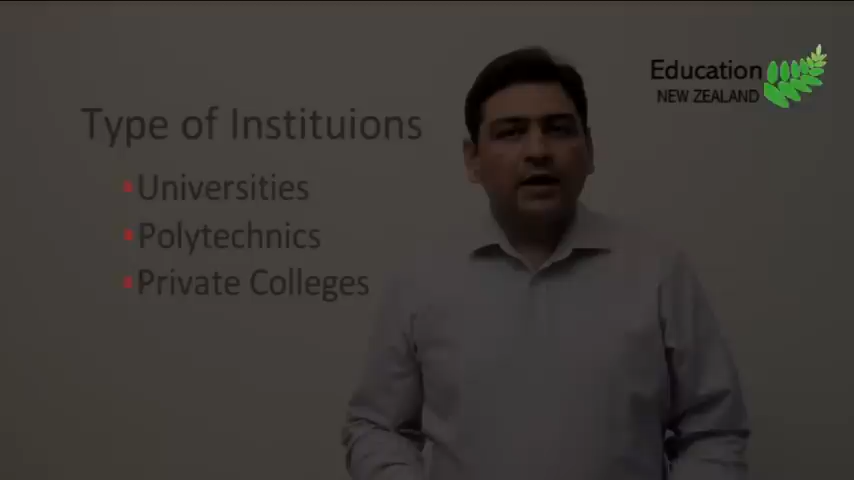 Education
NEW ZEALAND
Type of Instituions
Universities
Polytechnics
Private Colleges